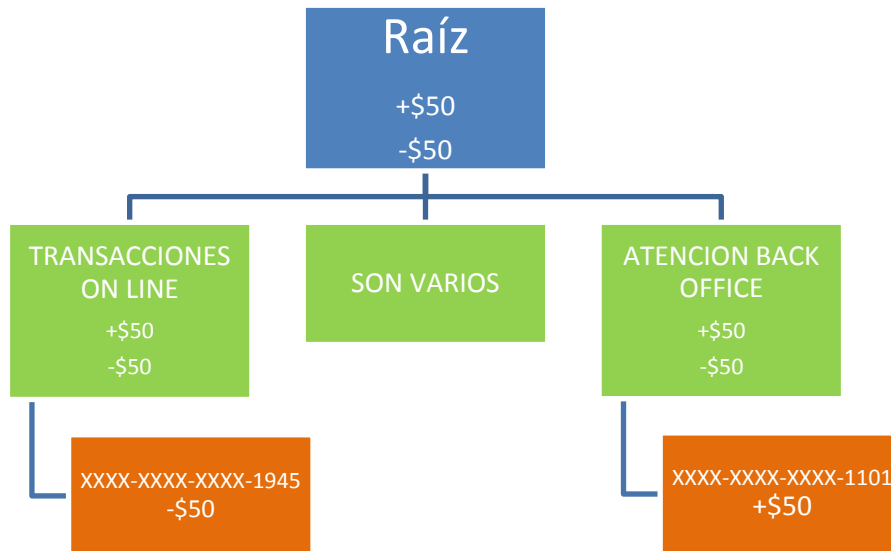 Raíz
+$50
-$50
TRANSACCIONES
ON LINE
+$50
-$50
SON VARIOS
ATENCION BACK
OFFICE
+$50
-$50
XXXX-XXXX-XXXX-1945
-$50
XXXX-XXXX-XXXX-1101
+$50